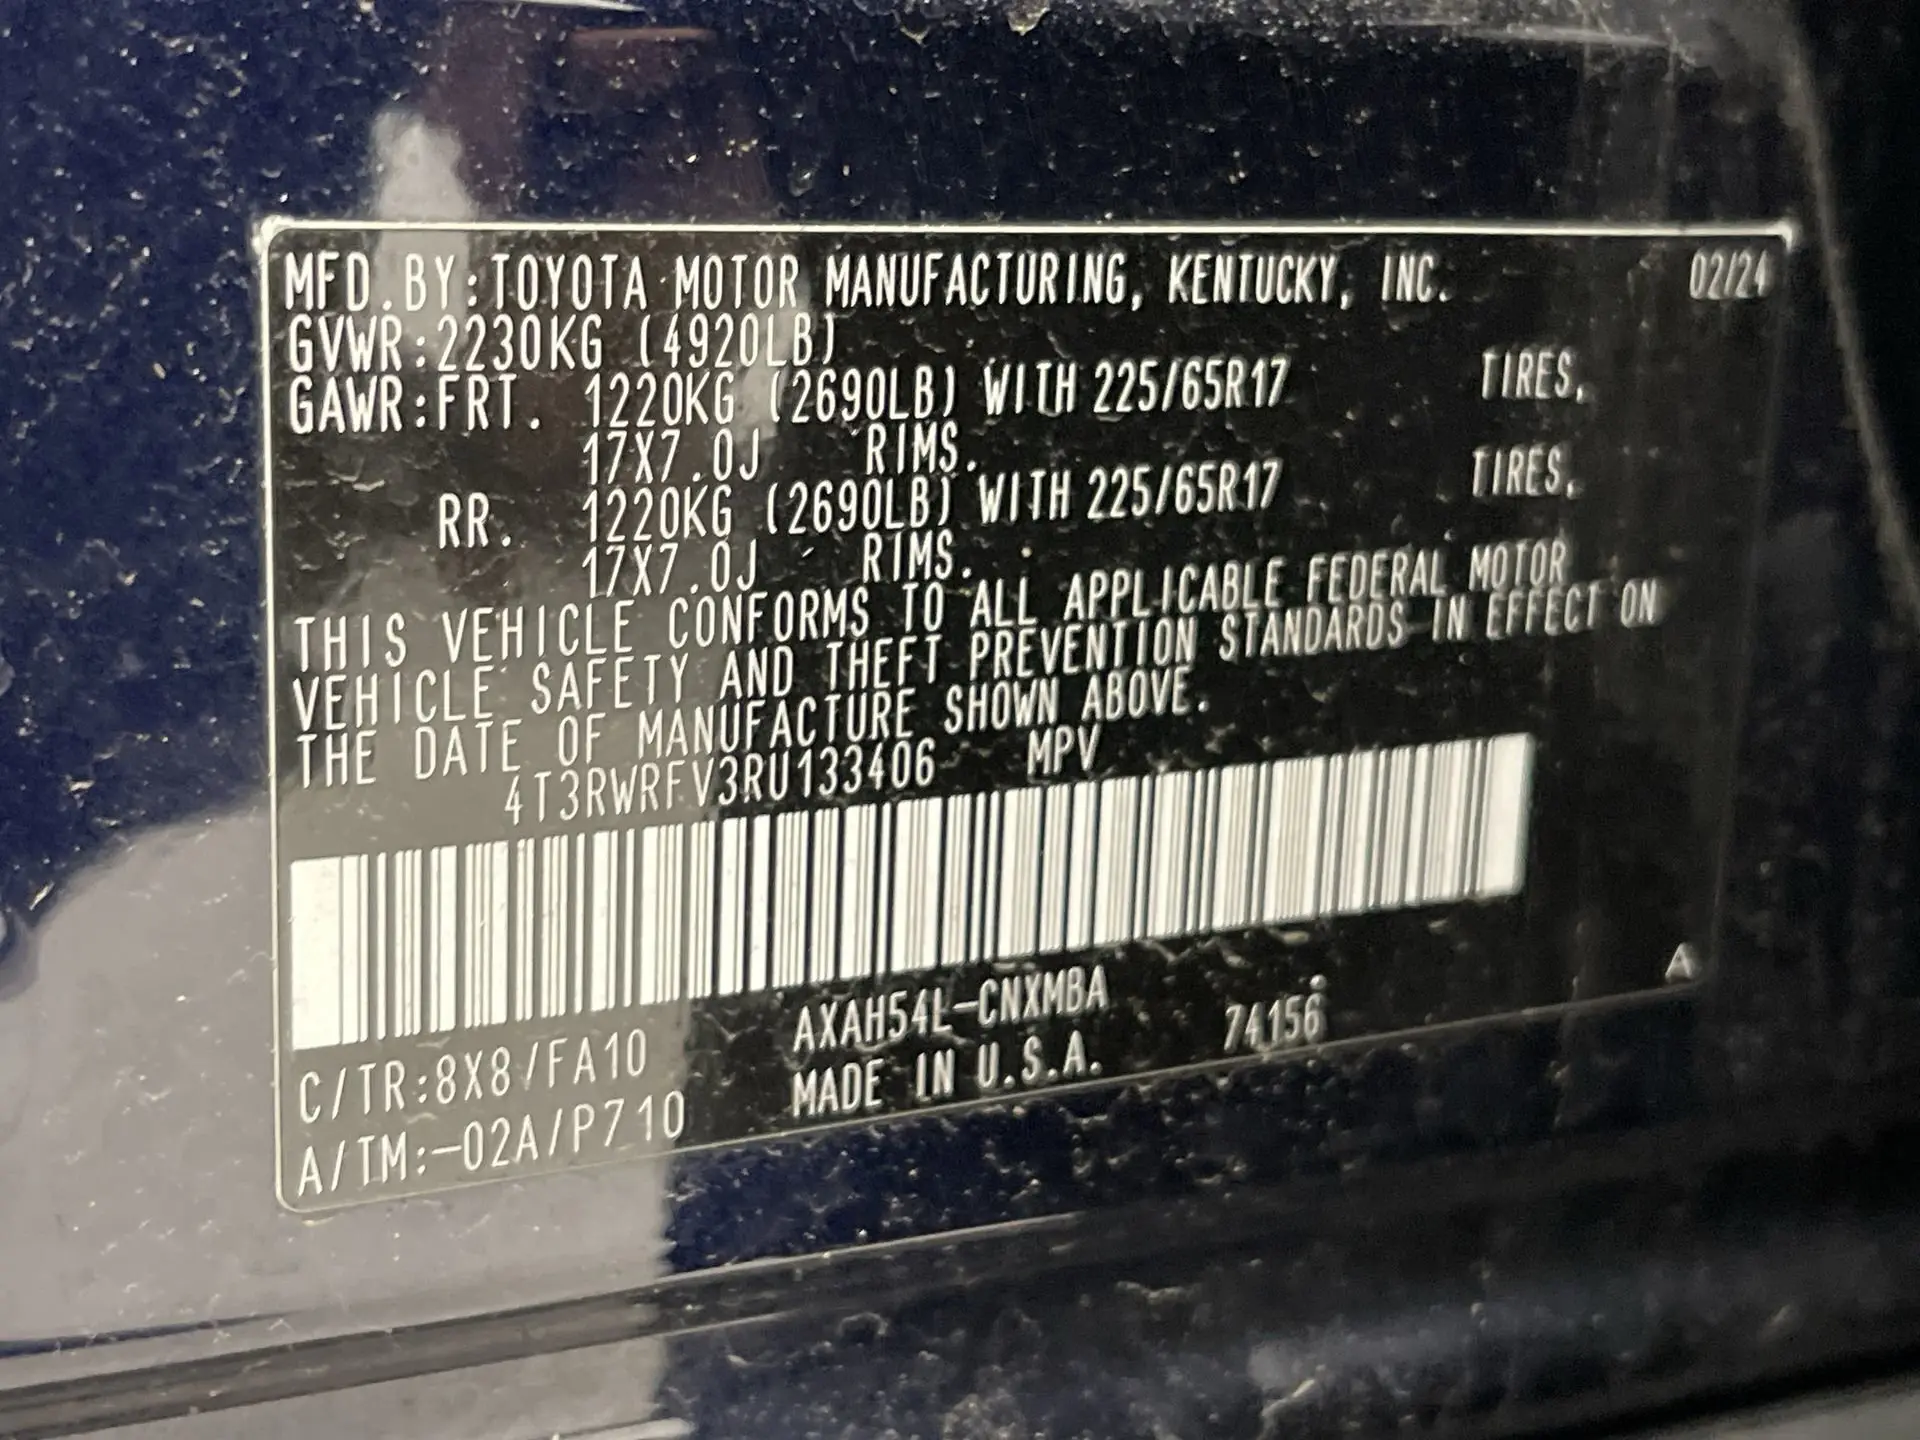 MFD.BY:TOYOTA MOTOR MANUFACTURING, KENTUCKY, INC. 02/24
GVWR:2230KG (4920LB)
GAWR:FRT. 1220KG (2690LB) WITH 225/65R17 TIRES,
17X7.0J RIMS.
RR. 1220KG (2690LB) WITH 225/65R17 TIRES,
17X7.0J RIMS.
THIS VEHICLE CONFORMS TO ALL APPLICABLE FEDERAL MOTOR
VEHICLE SAFETY AND THEFT PREVENTION STANDARDS IN EFFECT ON
THE DATE OF MANUFACTURE SHOWN ABOVE.
4T3RWRFV3RU133406 MPV
C/TR:8X8/FA10 AXAH54L-CNXMBA 74156 A
A/TM:-02A/P710 MADE IN U.S.A.